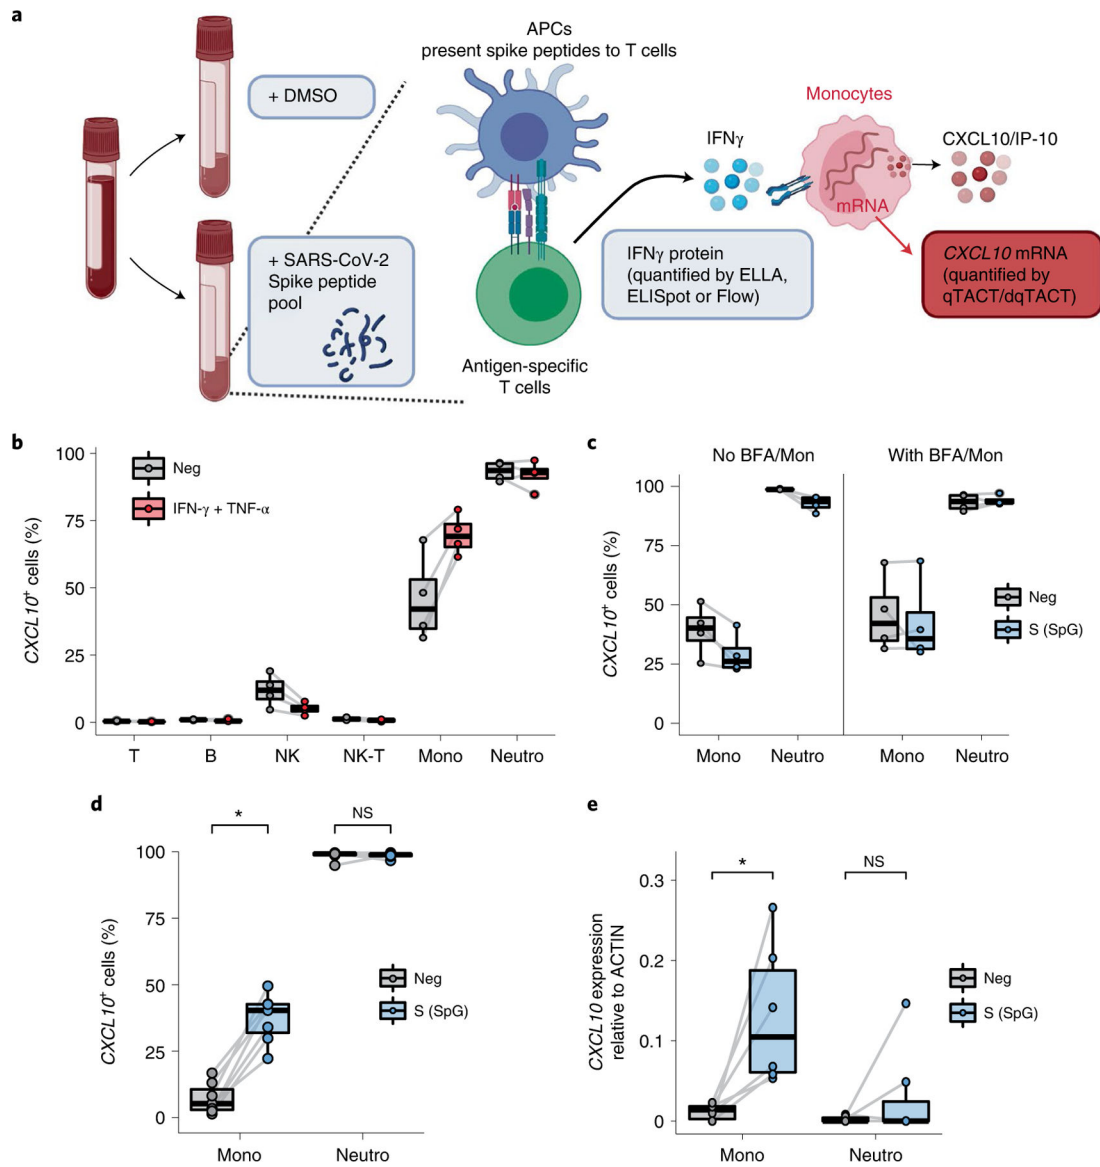 a
+ DMSO
+ SARS-CoV-2
Spike peptide
pool
APCs
present spike peptides to T cells
Antigen-specific
T cells
IFNγ
IFNγ protein
(quantified by ELLA,
ELISpot or Flow)
Monocytes
mRNA
CXCL10/IP-10
CXCL10 mRNA
(quantified by
qTACT/dqTACT)
b
CXCL10+ cells (%)
100
75
50
25
0
Neg
IFN-γ + TNF-α
T
B
NK
NK-T
Mono
Neutro
c
No BFA/Mon
With BFA/Mon
CXCL10+ cells (%)
100
75
50
25
0
Neg
S (SpG)
Mono
Neutro
Mono
Neutro
d
*
NS
CXCL10+ cells (%)
100
75
50
25
0
Neg
S (SpG)
Mono
Neutro
e
*
NS
CXCL10 expression
relative to ACTIN
0.3
0.2
0.1
0
Neg
S (SpG)
Mono
Neutro